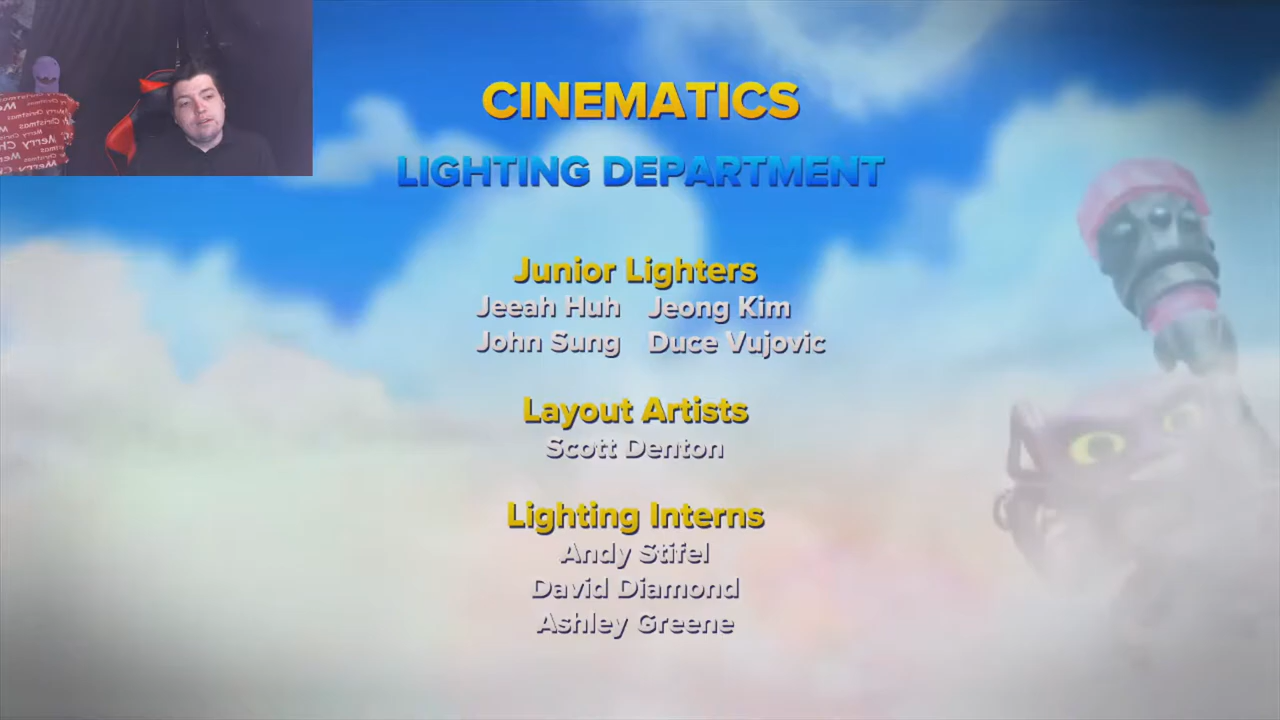 CINEMATICS
LIGHTING DEPARTMENT
Junior Lighters
Jeeah Huh Jeong Kim
John Sung Duce Vujovic
Layout Artists
Scott Denton
Lighting Interns
Andy Stifel
David Diamond
Ashley Greene